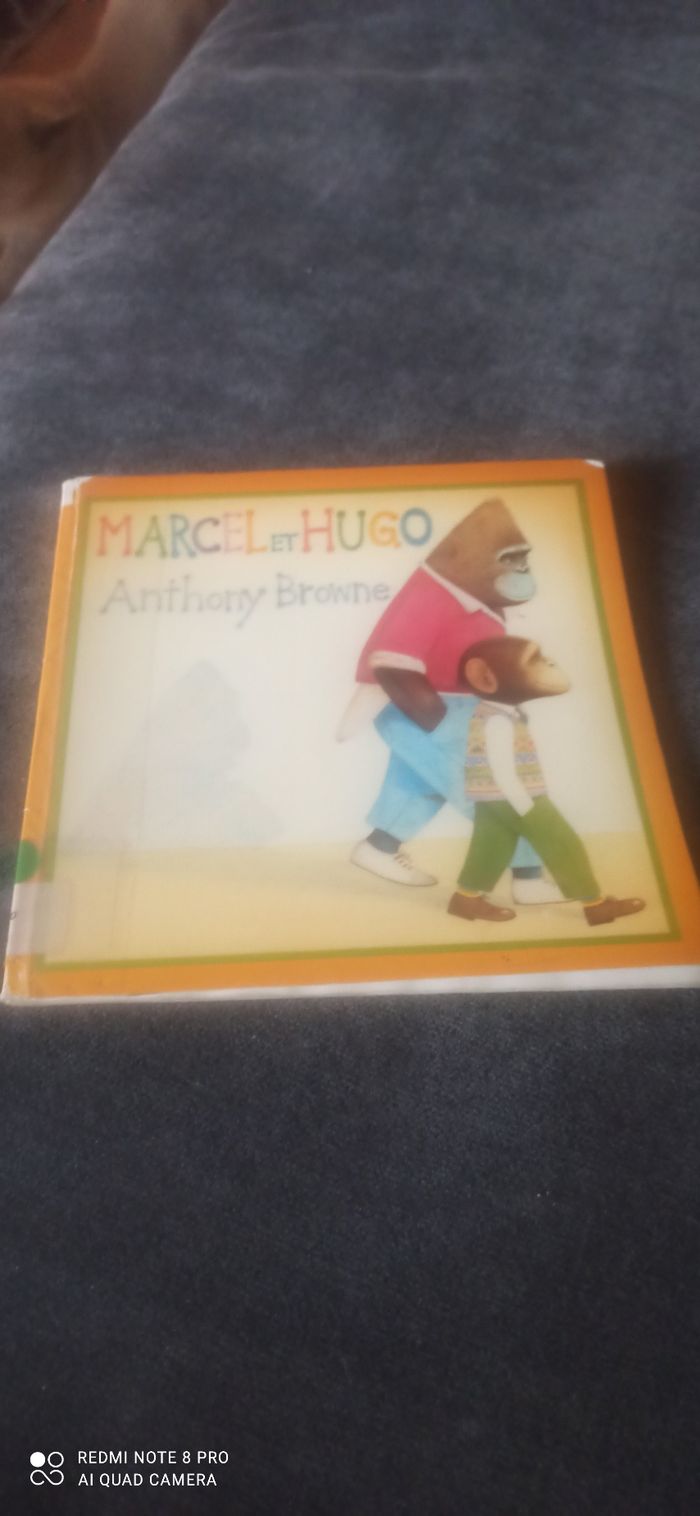 MARCEL ET HUGO
Anthony Browne
REDMI NOTE 8 PRO
AI QUAD CAMERA